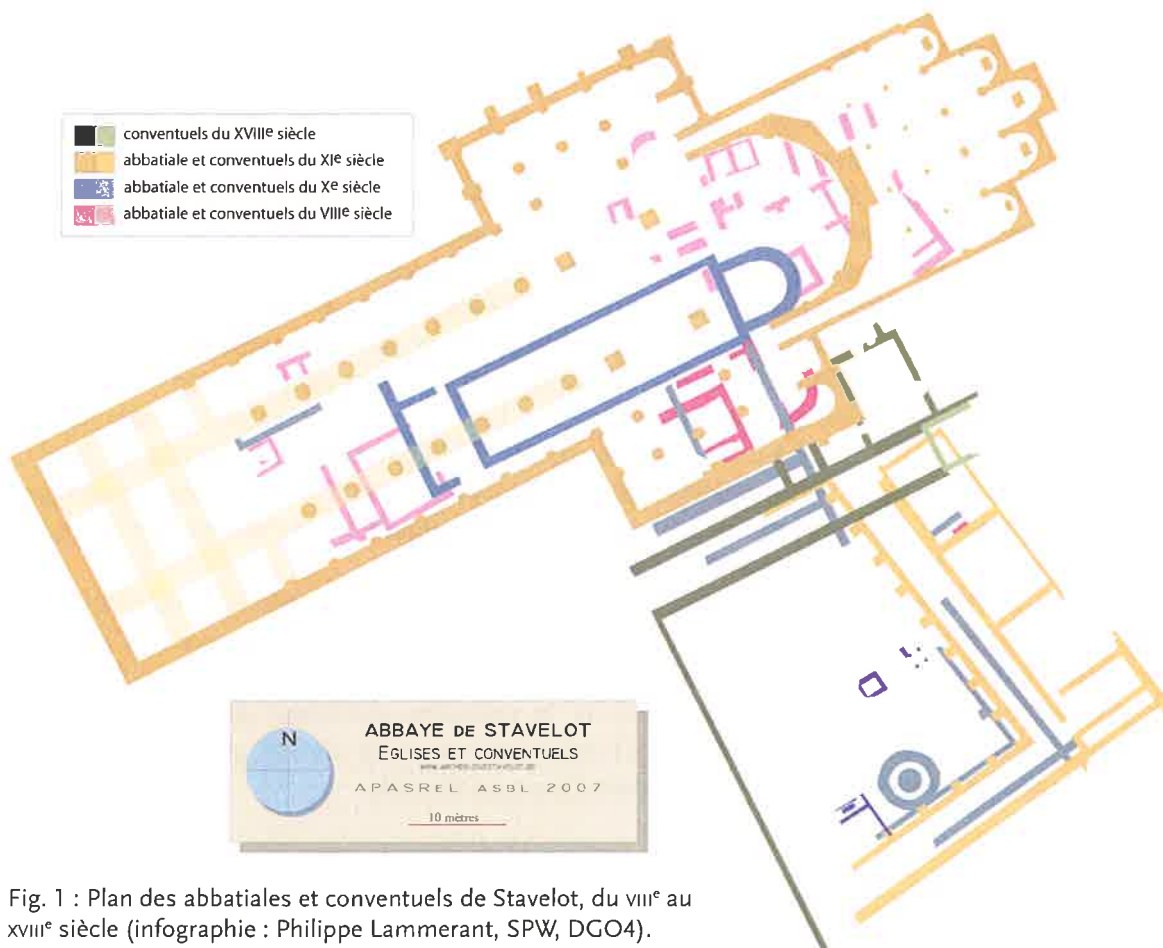 conventuels du XVIIIe siècle
abbatiale et conventuels du XIe siècle
abbatiale et conventuels du Xe siècle
abbatiale et conventuels du VIIIe siècle
N
ABBAYE DE STAVELOT
EGLISES ET CONVENTUELS
APASREL ASBL 2007
10 mètres
Fig. 1 : Plan des abbatiales et conventuels de Stavelot, du VIIIe au
XVIIIe siècle (infographie : Philippe Lammerant, SPW, DGO4).